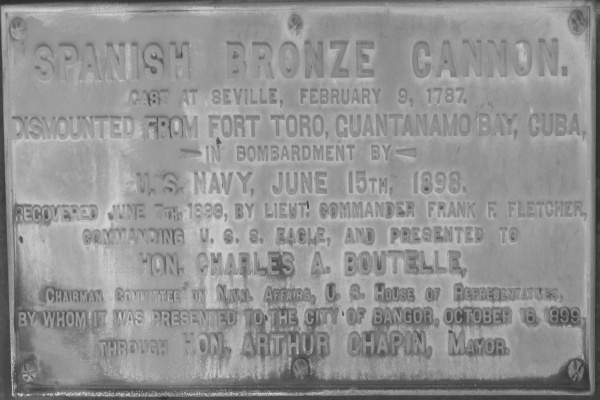 SPANISH BRONZE CANNON.
CAST AT SEVILLE, FEBRUARY 9, 1787.
DISMOUNTED FROM FORT TORO, GUANTANAMO BAY, CUBA,
IN BOMBARDMENT BY
U. S. NAVY, JUNE 15TH, 1898.
RECOVERED JUNE 7TH, 1899, BY LIEUT. COMMANDER FRANK F. FLETCHER,
COMMANDING U. S. S. EAGLE, AND PRESENTED TO
HON. CHARLES A. BOUTELLE,
CHAIRMAN COMMITTEE ON NAVAL AFFAIRS, U. S. HOUSE OF REPRESENTATIVES,
BY WHOM IT WAS PRESENTED TO THE CITY OF BANGOR, OCTOBER 16, 1899,
THROUGH HON. ARTHUR CHAPIN, MAYOR.